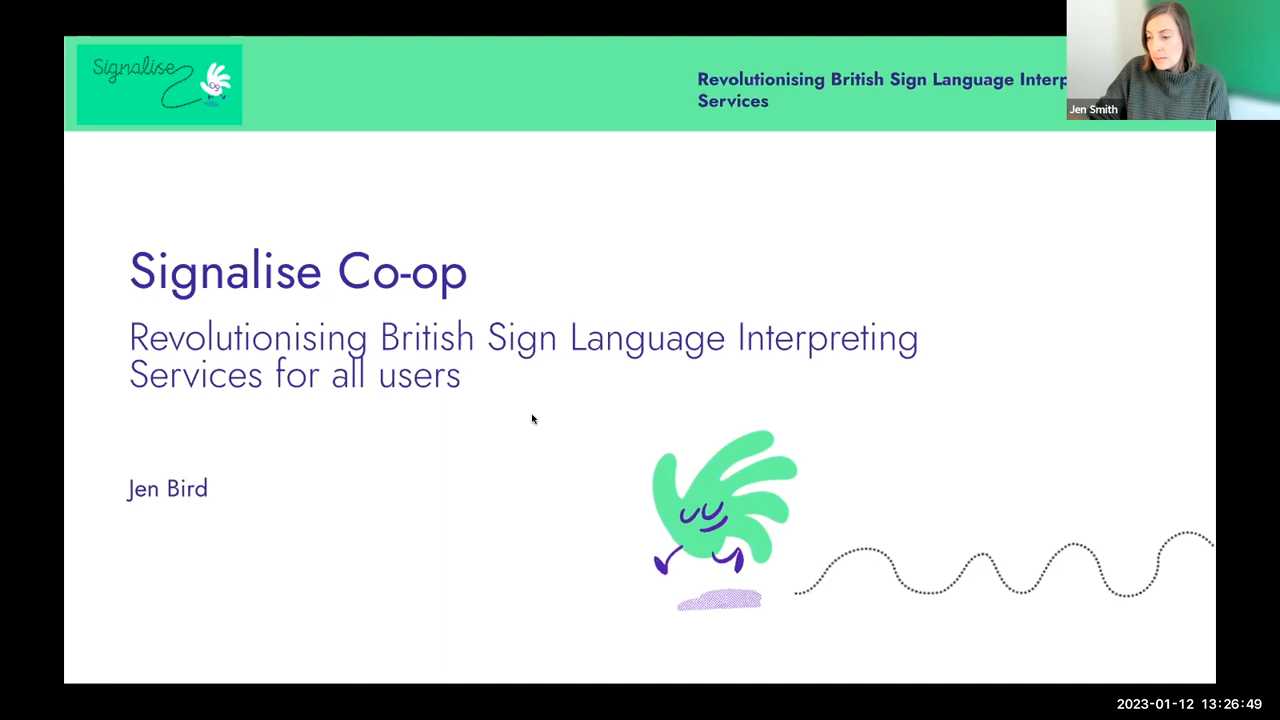 Signalise
Revolutionising British Sign Language Interp
Services
Jen Smith
Signalise Co-op
Revolutionising British Sign Language Interpreting
Services for all users
Jen Bird
2023-01-12 13:26:49